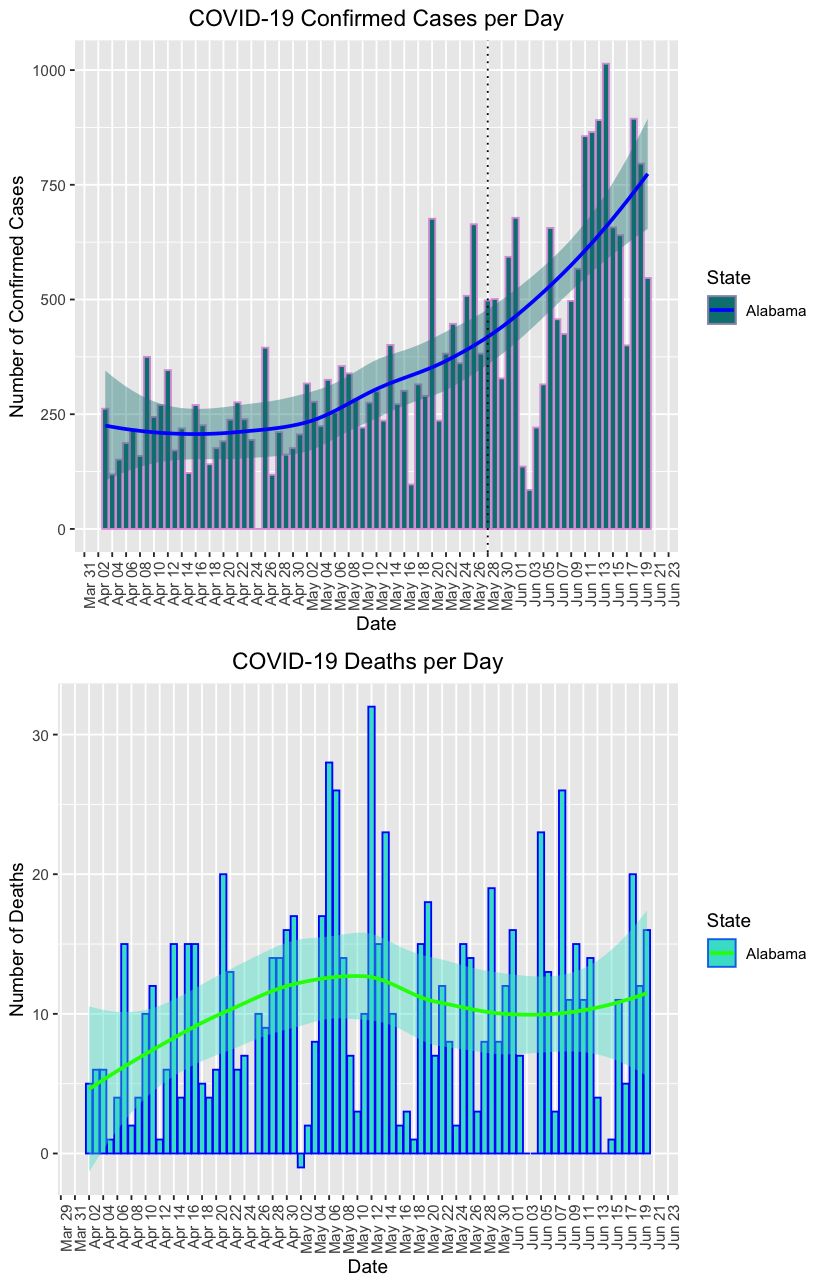 COVID-19 Confirmed Cases per Day
Number of Confirmed Cases
1000
750
500
250
0
Mar 31
Apr 02
Apr 04
Apr 06
Apr 08
Apr 10
Apr 12
Apr 14
Apr 16
Apr 18
Apr 20
Apr 22
Apr 24
Apr 26
Apr 28
Apr 30
May 02
May 04
May 06
May 08
May 10
May 12
May 14
May 16
May 18
May 20
May 22
May 24
May 26
May 28
May 30
Jun 01
Jun 03
Jun 05
Jun 07
Jun 09
Jun 11
Jun 13
Jun 15
Jun 17
Jun 19
Jun 21
Jun 23
Date
State
Alabama
COVID-19 Deaths per Day
Number of Deaths
30
20
10
0
Mar 29
Mar 31
Apr 02
Apr 04
Apr 06
Apr 08
Apr 10
Apr 12
Apr 14
Apr 16
Apr 18
Apr 20
Apr 22
Apr 24
Apr 26
Apr 28
Apr 30
May 02
May 04
May 06
May 08
May 10
May 12
May 14
May 16
May 18
May 20
May 22
May 24
May 26
May 28
May 30
Jun 01
Jun 03
Jun 05
Jun 07
Jun 09
Jun 11
Jun 13
Jun 15
Jun 17
Jun 19
Jun 21
Jun 23
Date
State
Alabama